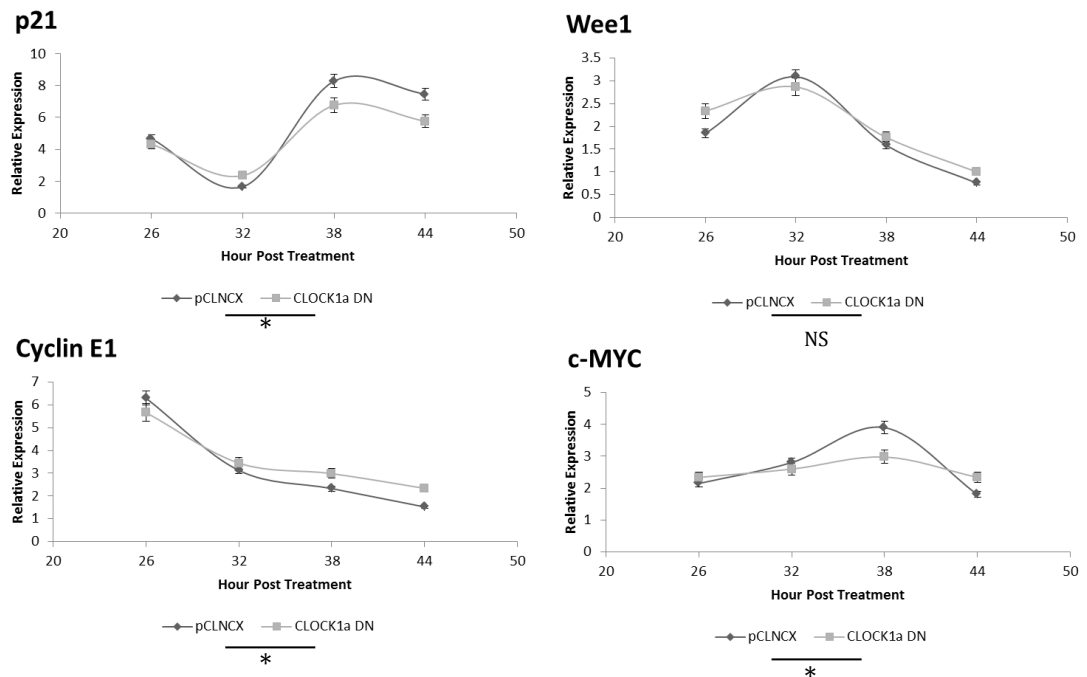 p21
Relative Expression
10
8
6
4
2
0
20 26 32 38 44 50
Hour Post Treatment
pCLNCX CLOCK1a DN
*
Wee1
Relative Expression
3.5
3
2.5
2
1.5
1
0.5
0
20 26 32 38 44 50
Hour Post Treatment
pCLNCX CLOCK1a DN
NS
Cyclin E1
Relative Expression
7
6
5
4
3
2
1
0
20 26 32 38 44 50
Hour Post Treatment
pCLNCX CLOCK1a DN
*
c-MYC
Relative Expression
5
4
3
2
1
0
20 26 32 38 44 50
Hour Post Treatment
pCLNCX CLOCK1a DN
*